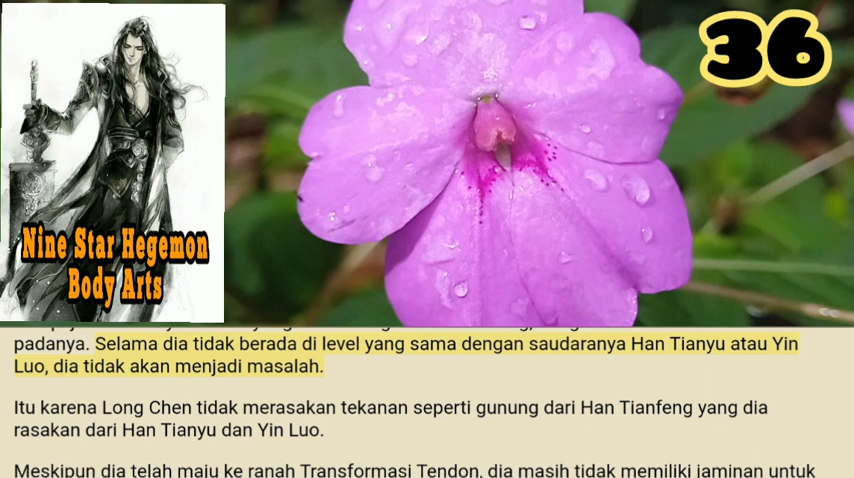 36
Nine Star Hegemon
Body Arts
padanya. Selama dia tidak berada di level yang sama dengan saudaranya Han Tianyu atau Yin
Luo, dia tidak akan menjadi masalah.
Itu karena Long Chen tidak merasakan tekanan seperti gunung dari Han Tianfeng yang dia
rasakan dari Han Tianyu dan Yin Luo.
Meskipun dia telah maju ke ranah Transformasi Tendon, dia masih tidak memiliki jaminan untuk